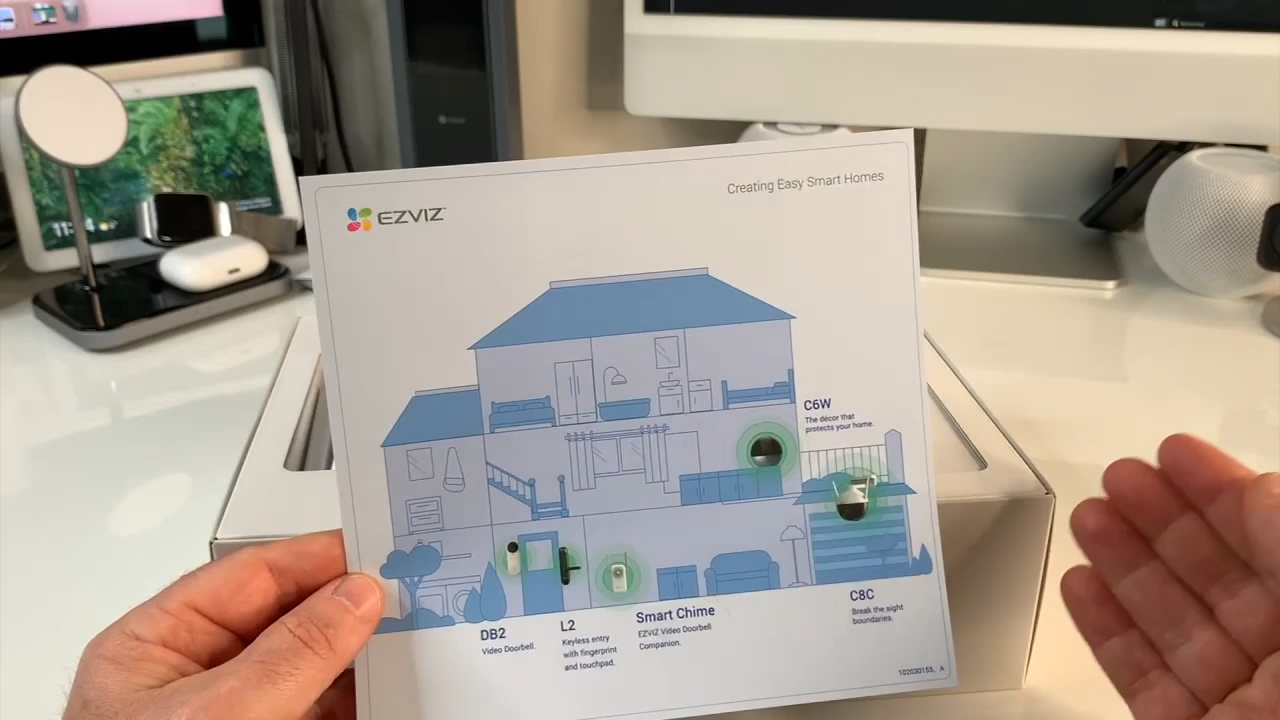 Creating Easy Smart Homes
EZVIZ
C6W
The décor that
protects your home.
DB2
Video Doorbell.
L2
Keyless entry
with fingerprint
and touchpad.
Smart Chime
EZVIZ Video Doorbell
Companion.
C8C
Break the sight
boundaries.
102030155, A